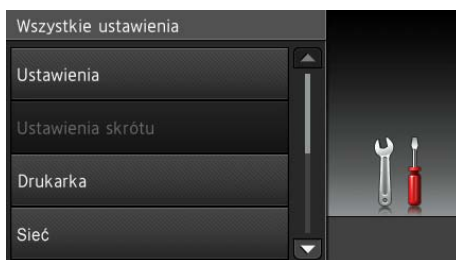 Wszystkie ustawienia
Ustawienia
Ustawienia skrótu
Drukarka
Sieć